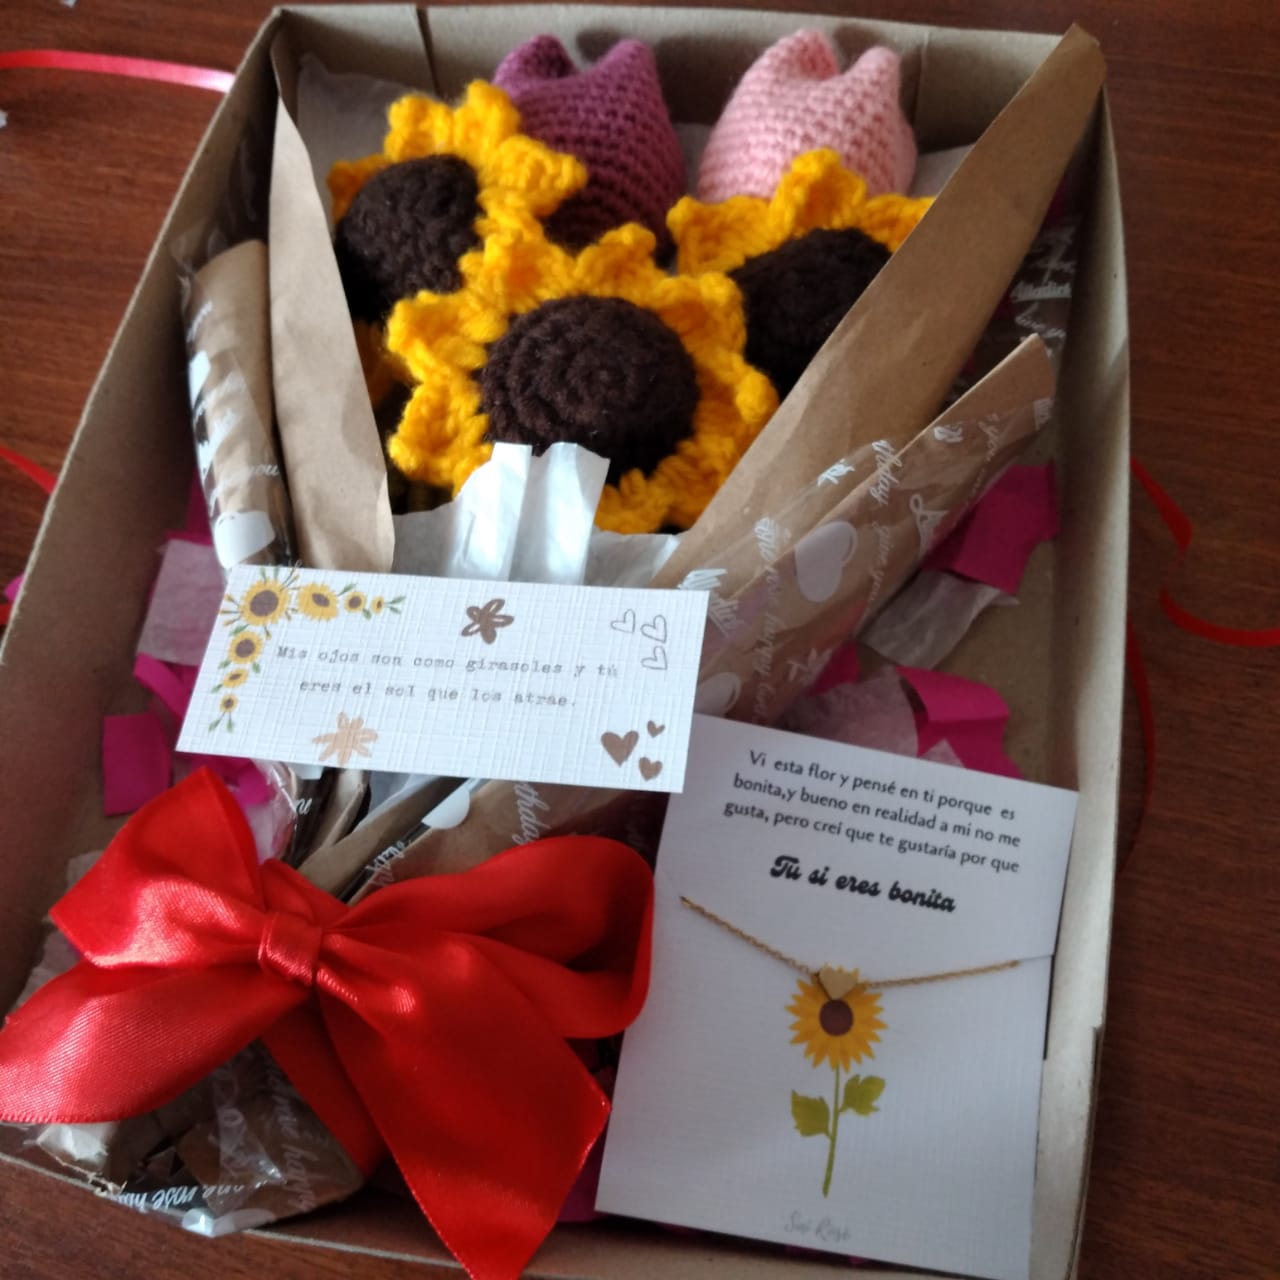 Mis ojos son como girasoles y tú
eres el sol que los atrae.
Vi esta flor y pensé en ti porque es
bonita,y bueno en realidad a mi no me
gusta, pero creí que te gustaría por que
Tú si eres bonita